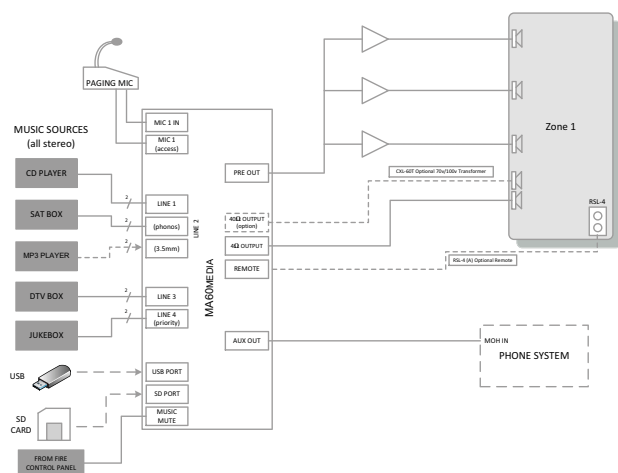 PAGING MIC
MUSIC SOURCES
(all stereo)
CD PLAYER
SAT BOX
MP3 PLAYER
DTV BOX
JUKEBOX
USB
SD
CARD
FROM FIRE
CONTROL PANEL
2
2
2
2
2
MIC 1 IN
MIC 1
(access)
LINE 1
(phonos)
LINE 2
(3.5mm)
LINE 3
LINE 4
(priority)
USB PORT
SD PORT
MUSIC
MUTE
MA60MEDIA
PRE OUT
40Ω OUTPUT
(option)
4Ω OUTPUT
REMOTE
AUX OUT
CXL-60T Optional 70v/100v Transformer
RSL-4 (A) Optional Remote
Zone 1
RSL-4
MOH IN
PHONE SYSTEM